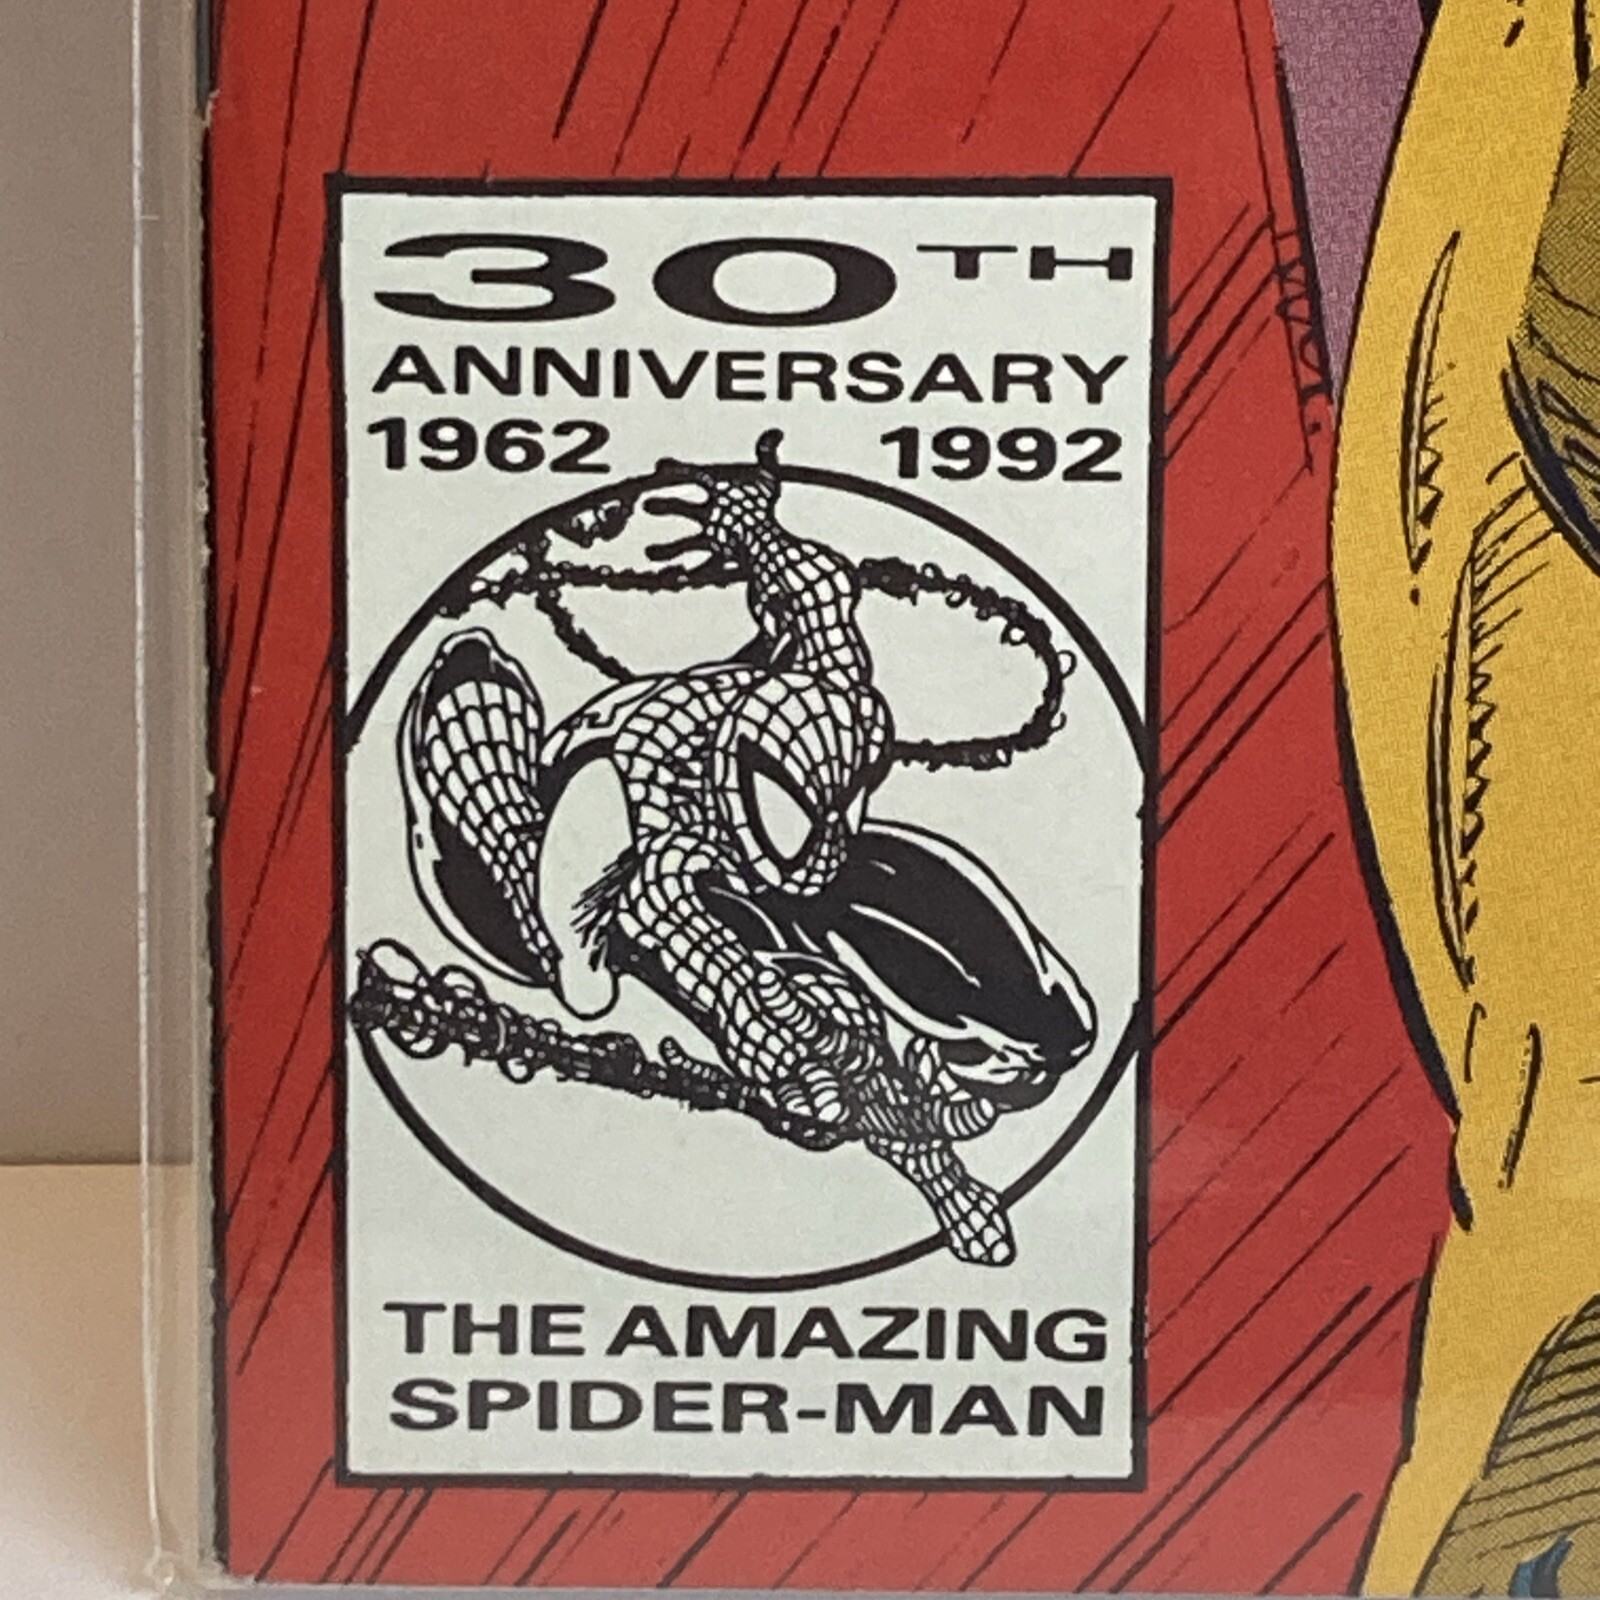 30TH
ANNIVERSARY
1962 1992
THE AMAZING
SPIDER-MAN